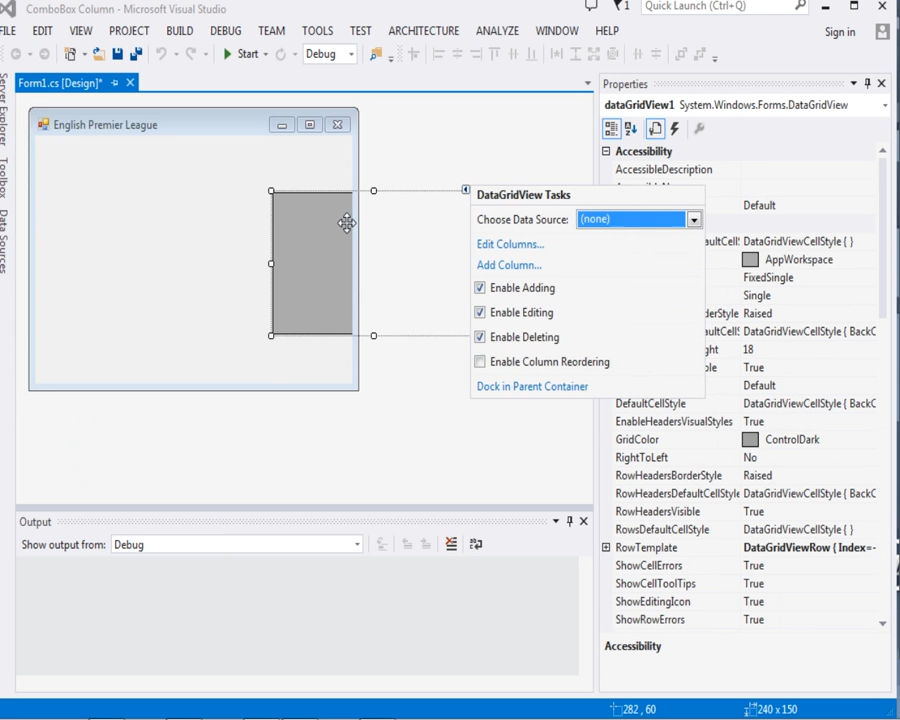 ComboBox Column - Microsoft Visual Studio
1
Quick Launch (Ctrl+Q)
FILE EDIT VIEW PROJECT BUILD DEBUG TEAM TOOLS TEST ARCHITECTURE ANALYZE WINDOW HELP
Sign in
Start
Debug
Server Explorer
Toolbox
Data Sources
Form1.cs [Design]*
English Premier League
DataGridView Tasks
Choose Data Source: (none)
Edit Columns...
Add Column...
Enable Adding
Enable Editing
Enable Deleting
Enable Column Reordering
Dock in Parent Container
Output
Show output from: Debug
Properties
dataGridView1 System.Windows.Forms.DataGridView
Accessibility
AccessibleDescription
Default
DataGridViewCellStyle { }
AppWorkspace
FixedSingle
Single
Raised
DataGridViewCellStyle { BackC
18
True
Default
DefaultCellStyle DataGridViewCellStyle { BackC
EnableHeadersVisualStyles True
GridColor ControlDark
RightToLeft No
RowHeadersBorderStyle Raised
RowHeadersDefaultCellStyle DataGridViewCellStyle { BackC
RowHeadersVisible True
RowsDefaultCellStyle DataGridViewCellStyle { }
RowTemplate DataGridViewRow { Index=-
ShowCellErrors True
ShowCellToolTips True
ShowEditingIcon True
ShowRowErrors True
Accessibility
282 , 60
240 x 150